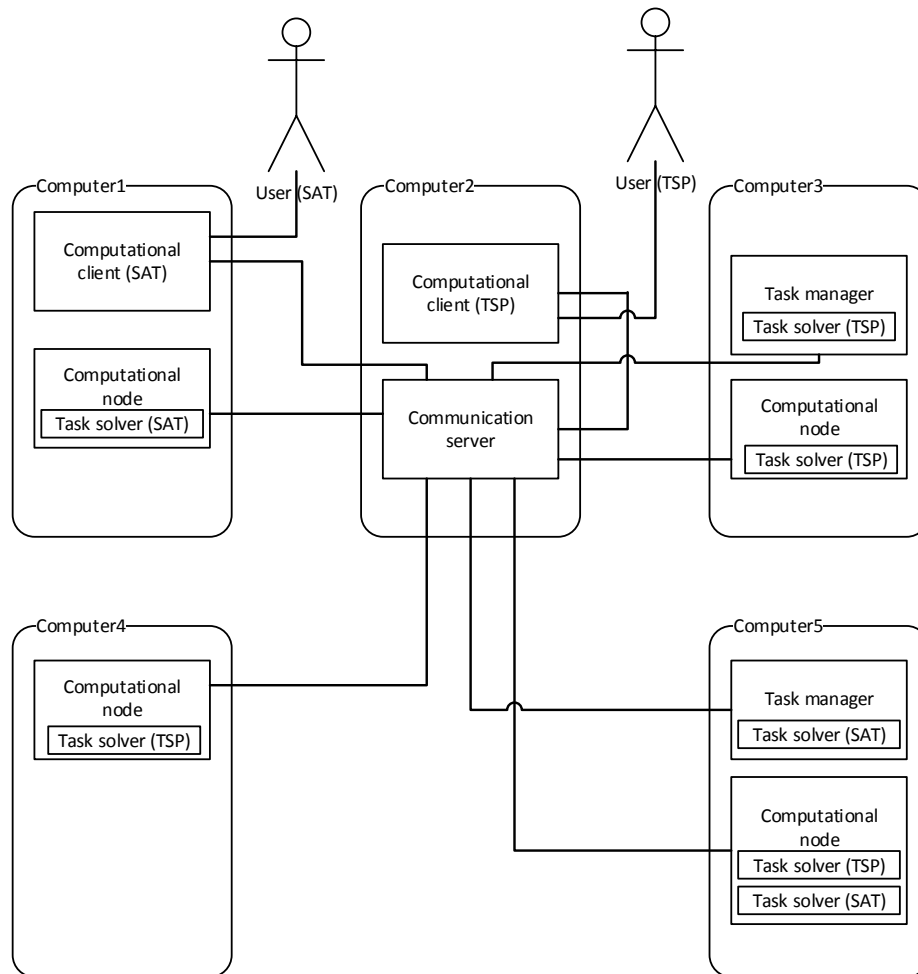 User (SAT)
User (TSP)
Computer1
Computational
client (SAT)
Computational
node
Task solver (SAT)
Computer2
Computational
client (TSP)
Communication
server
Computer3
Task manager
Task solver (TSP)
Computational
node
Task solver (TSP)
Computer4
Computational
node
Task solver (TSP)
Computer5
Task manager
Task solver (SAT)
Computational
node
Task solver (TSP)
Task solver (SAT)